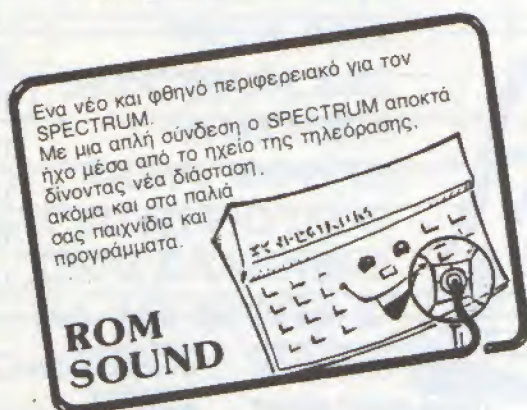 Ενα νέο και φθηνό περιφερειακό για τον
SPECTRUM.
Με μια απλή σύνδεση ο SPECTRUM αποκτά
ήχο μέσα από το ηχείο της τηλεόρασης,
δίνοντας νέα διάσταση,
ακόμα και στα παλιά
σας παιχνίδια και
προγράμματα.
ROM
SOUND